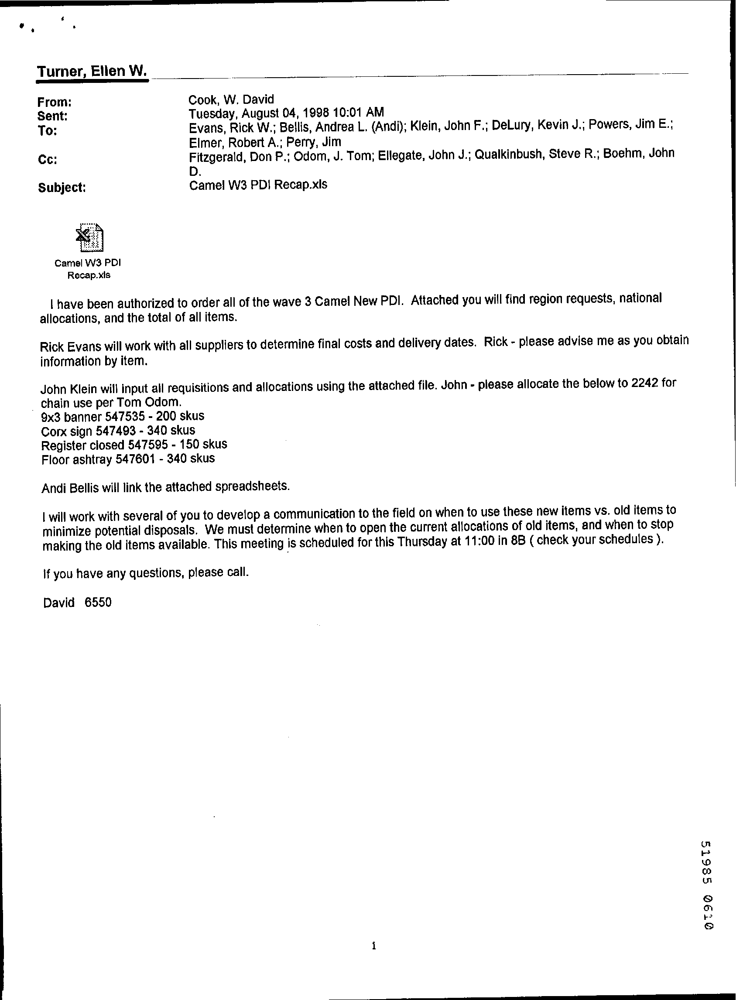 Turner, Ellen W.
From: Cook, W. David
Sent: Tuesday, August 04, 1998 10:01 AM
To: Evans, Rick W.; Bellis, Andrea L. (Andi); Klein, John F.; DeLury, Kevin J.; Powers, Jim E.;
Elmer, Robert A.; Perry, Jim
Cc: Fitzgerald, Don P.; Odom, J. Tom; Ellegate, John J.; Qualkinbush, Steve R.; Boehm, John
D.
Subject: Camel W3 PDI Recap.xls
Camel W3 PDI
Recap.xls
I have been authorized to order all of the wave 3 Camel New PDI. Attached you will find region requests, national
allocations, and the total of all items.
Rick Evans will work with all suppliers to determine final costs and delivery dates. Rick - please advise me as you obtain
information by item.
John Klein will input all requisitions and allocations using the attached file. John - please allocate the below to 2242 for
chain use per Tom Odom.
9x3 banner 547535 - 200 skus
Corx sign 547493 - 340 skus
Register closed 547595 - 150 skus
Floor ashtray 547601 - 340 skus
Andi Bellis will link the attached spreadsheets.
I will work with several of you to develop a communication to the field on when to use these new items vs. old items to
minimize potential disposals. We must determine when to open the current allocations of old items, and when to stop
making the old items available. This meeting is scheduled for this Thursday at 11:00 in 8B ( check your schedules ).
If you have any questions, please call.
David 6550
51985 0610
1